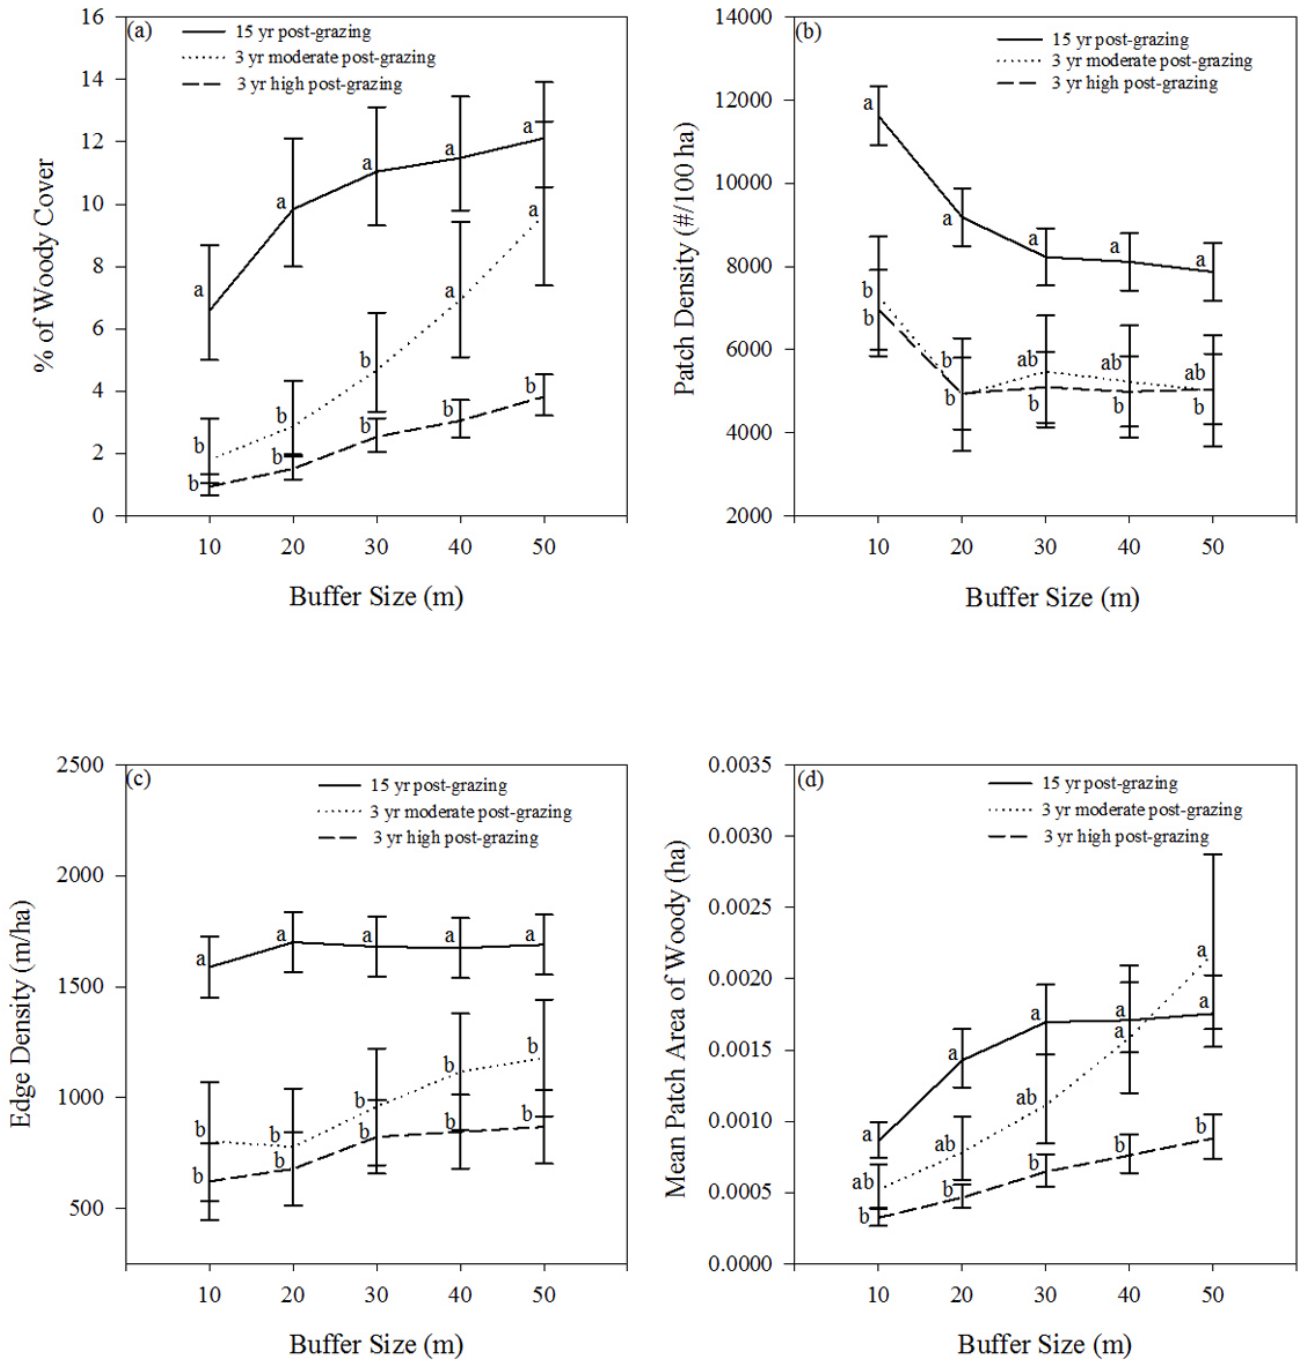 (a)
15 yr post-grazing
3 yr moderate post-grazing
3 yr high post-grazing
% of Woody Cover
16
14
12
10
8
6
4
2
0
a
a
a
a
a
b
b
b
a
a
b
b
b
b
b
10 20 30 40 50
Buffer Size (m)
(b)
15 yr post-grazing
3 yr moderate post-grazing
3 yr high post-grazing
Patch Density (#/100 ha)
14000
12000
10000
8000
6000
4000
2000
a
a
a
a
a
b
b
ab
ab
ab
b
b
b
b
b
10 20 30 40 50
Buffer Size (m)
(c)
15 yr post-grazing
3 yr moderate post-grazing
3 yr high post-grazing
Edge Density (m/ha)
2500
2000
1500
1000
500
a
a
a
a
a
b
b
b
b
b
b
b
b
b
b
10 20 30 40 50
Buffer Size (m)
(d)
15 yr post-grazing
3 yr moderate post-grazing
3 yr high post-grazing
Mean Patch Area of Woody (ha)
0.0035
0.0030
0.0025
0.0020
0.0015
0.0010
0.0005
0.0000
a
a
a
a
a
ab
ab
ab
a
a
b
b
b
b
b
10 20 30 40 50
Buffer Size (m)